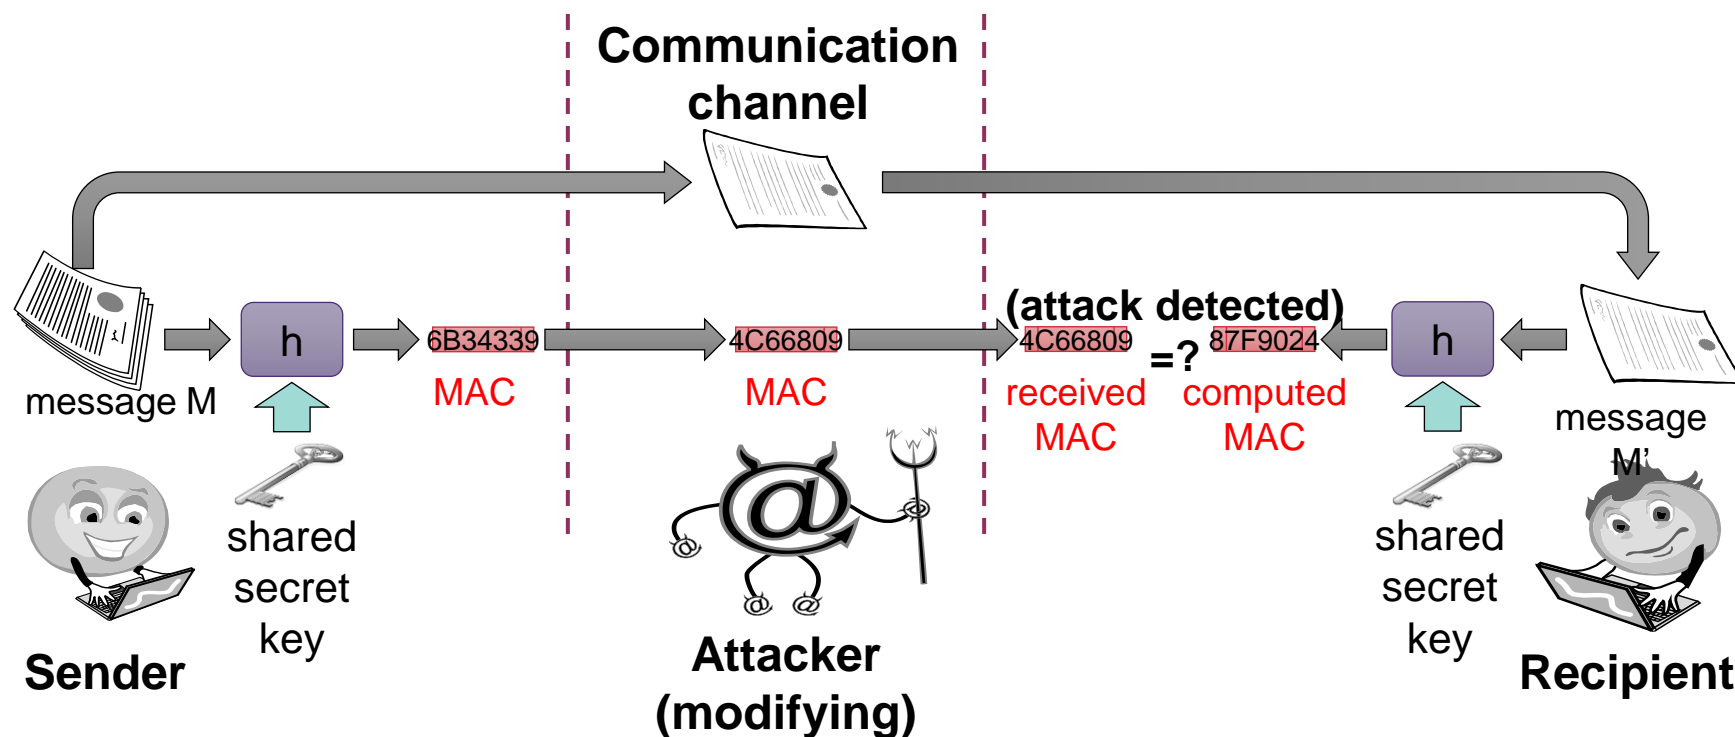 Communication
channel
(attack detected)
h
6B34339
4C66809
4C66809
=?
87F9024
h
message M
MAC
MAC
received
MAC
computed
MAC
message
M'
shared
secret
key
@
@
@
@
@
shared
secret
key
Sender
Attacker
(modifying)
Recipient